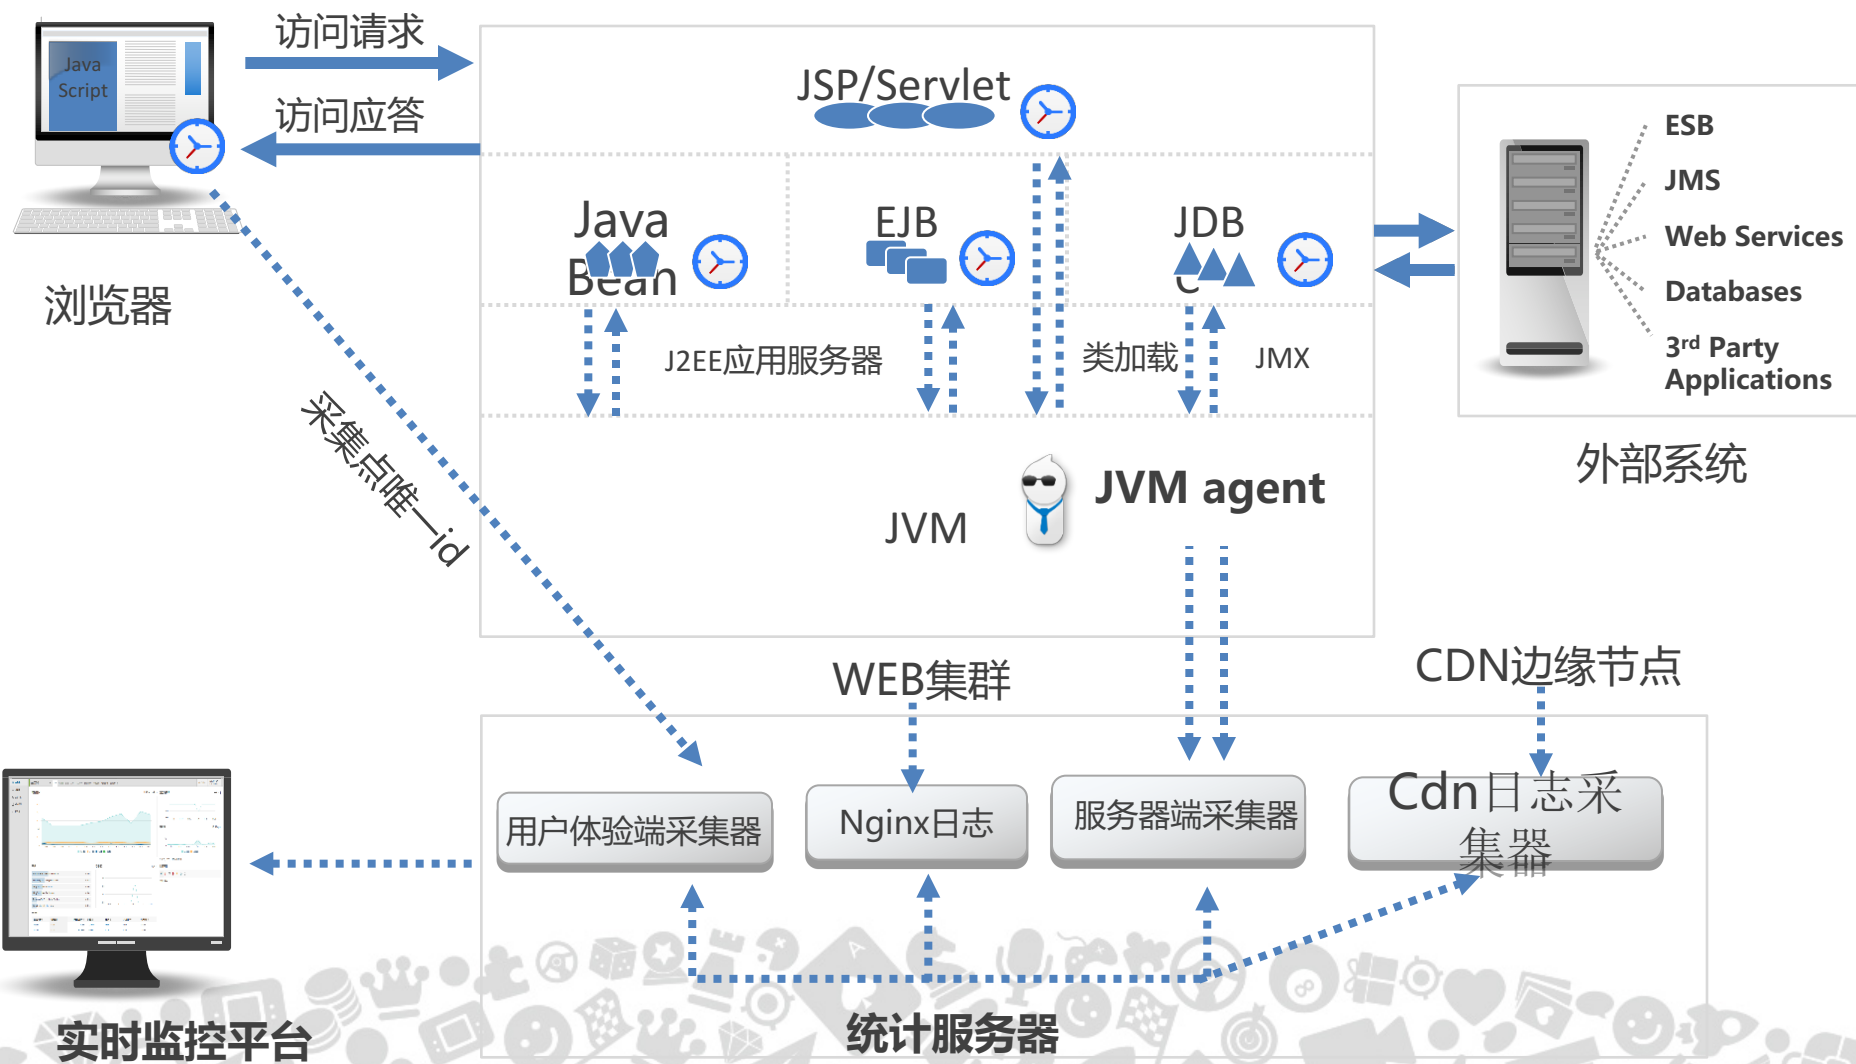 Java
Script
访问请求
访问应答
浏览器
JSP/Servlet
Java
Bean
EJB
JDB
C
J2EE应用服务器
类加载
JMX
JVM
JVM agent
ESB
JMS
Web Services
Databases
3rd Party
Applications
外部系统
采集点唯一id
WEB集群
CDN边缘节点
用户体验端采集器
Nginx日志
服务器端采集器
Cdn日志采
集器
实时监控平台
统计服务器